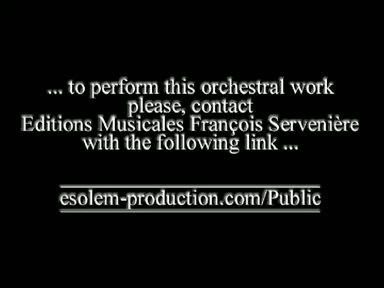 ... to perform this orchestral work
please, contact
Editions Musicales François Servenière
with the following link ...
esolem-production.com/Public